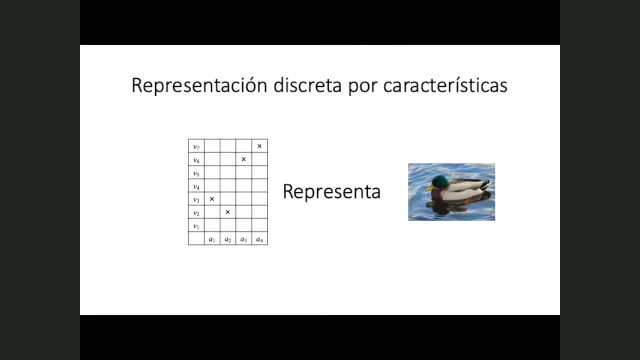 Representación discreta por características
v7 ×
v6 ×
v5
v4
v3 ×
v2 ×
v1
a1 a2 a3 a4
Representa